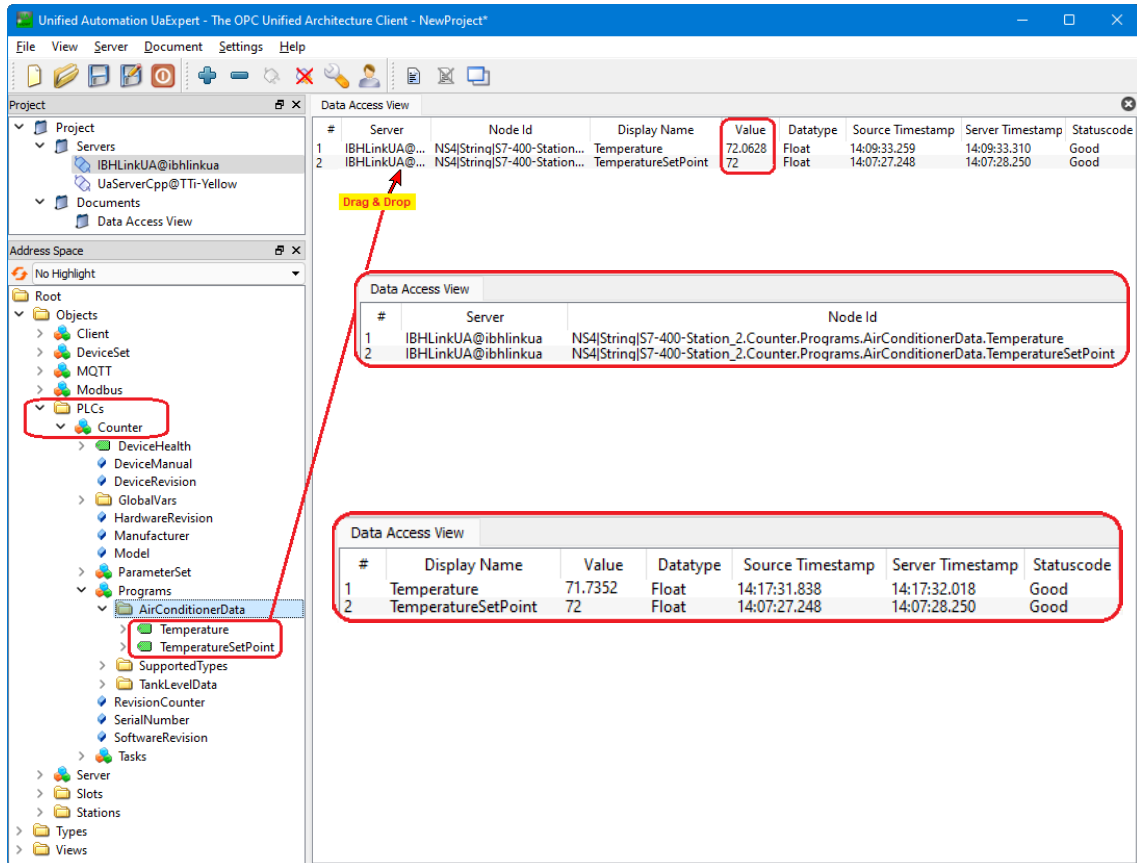 Unified Automation UaExpert - The OPC Unified Architecture Client - NewProject*
File View Server Document Settings Help
Project
Project
Servers
IBHLinkUA@ibhlinkua
UaServerCpp@TTi-Yellow
Documents
Data Access View
Address Space
No Highlight
Root
Objects
Client
DeviceSet
MQTT
Modbus
PLCs
Counter
DeviceHealth
DeviceManual
DeviceRevision
GlobalVars
HardwareRevision
Manufacturer
Model
ParameterSet
Programs
AirConditionerData
Temperature
TemperatureSetPoint
SupportedTypes
TankLevelData
RevisionCounter
SerialNumber
SoftwareRevision
Tasks
Server
Slots
Stations
Types
Views
Data Access View
# Server Node Id Display Name Value Datatype Source Timestamp Server Timestamp Statuscode
1 IBHLinkUA@... NS4|String|S7-400-Station... Temperature 72.0628 Float 14:09:33.259 14:09:33.310 Good
2 IBHLinkUA@... NS4|String|S7-400-Station... TemperatureSetPoint 72 Float 14:07:27.248 14:07:28.250 Good
Drag & Drop
Data Access View
# Server Node Id
1 IBHLinkUA@ibhlinkua NS4|String|S7-400-Station_2.Counter.Programs.AirConditionerData.Temperature
2 IBHLinkUA@ibhlinkua NS4|String|S7-400-Station_2.Counter.Programs.AirConditionerData.TemperatureSetPoint
Data Access View
# Display Name Value Datatype Source Timestamp Server Timestamp Statuscode
1 Temperature 71.7352 Float 14:17:31.838 14:17:32.018 Good
2 TemperatureSetPoint 72 Float 14:07:27.248 14:07:28.250 Good